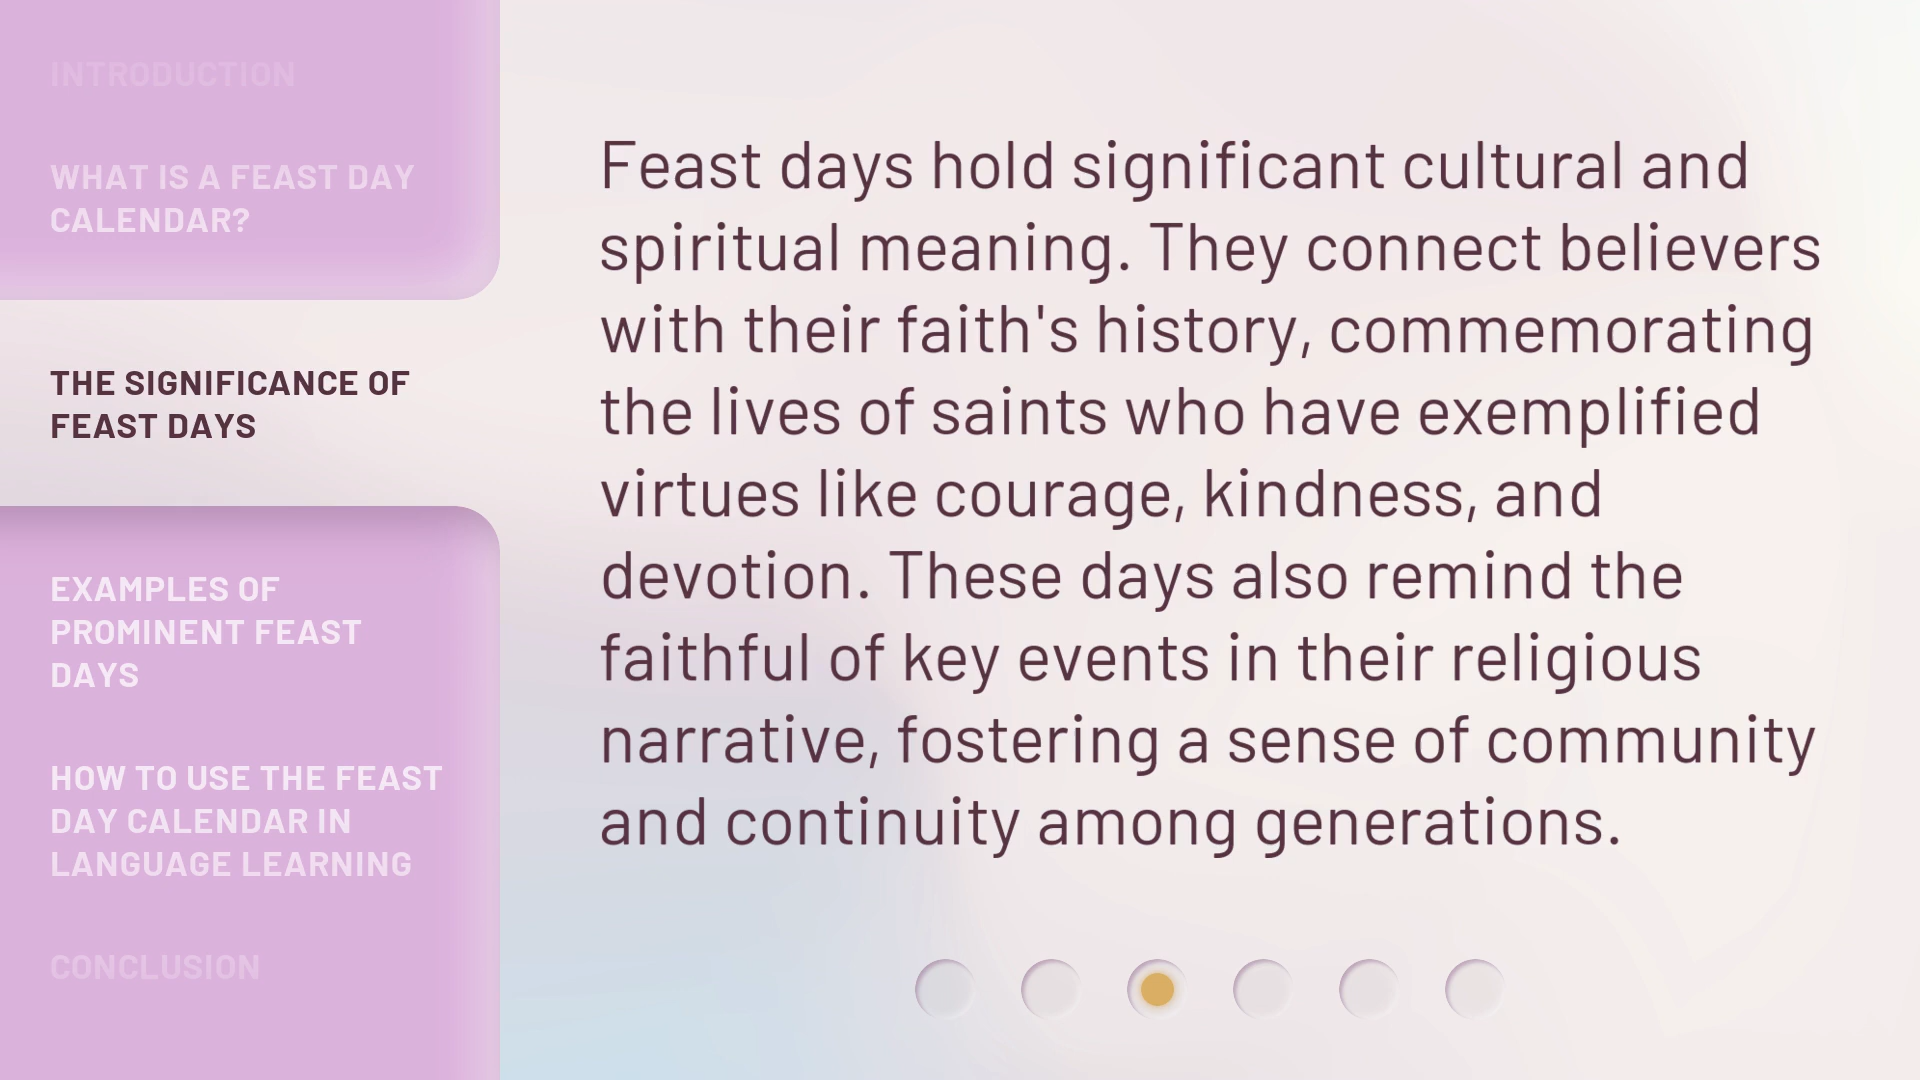 INTRODUCTION
WHAT IS A FEAST DAY
CALENDAR?
THE SIGNIFICANCE OF
FEAST DAYS
EXAMPLES OF
PROMINENT FEAST
DAYS
HOW TO USE THE FEAST
DAY CALENDAR IN
LANGUAGE LEARNING
CONCLUSION
Feast days hold significant cultural and
spiritual meaning. They connect believers
with their faith's history, commemorating
the lives of saints who have exemplified
virtues like courage, kindness, and
devotion. These days also remind the
faithful of key events in their religious
narrative, fostering a sense of community
and continuity among generations.